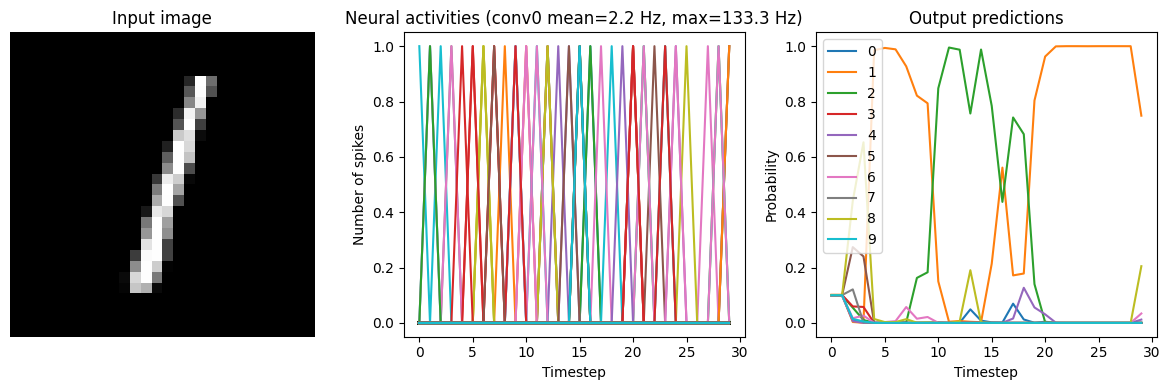 Input image
Neural activities (conv0 mean=2.2 Hz, max=133.3 Hz)
Number of spikes
1.0
0.8
0.6
0.4
0.2
0.0
0 5 10 15 20 25 30
Timestep
Output predictions
Probability
1.0
0.8
0.6
0.4
0.2
0.0
0
1
2
3
4
5
6
7
8
9
0 5 10 15 20 25 30
Timestep